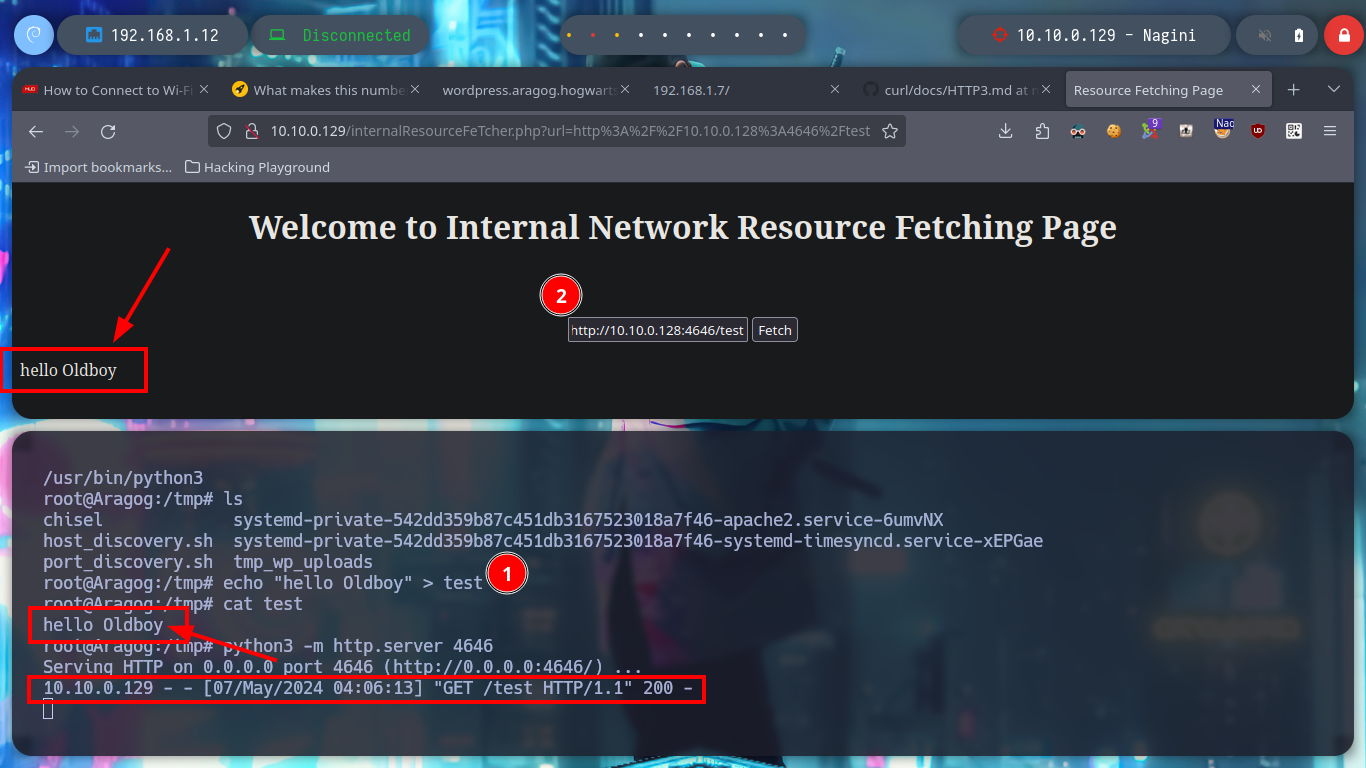 192.168.1.12
Disconnected
10.10.0.129 - Nagini
How to Connect to Wi-Fi
What makes this numbe
wordpress.aragog.hogwarts
192.168.1.7/
curl/docs/HTTP3.md at m
Resource Fetching Page
10.10.0.129/internalResourceFeTcher.php?url=http%3A%2F%2F10.10.0.128%3A4646%2Ftest
9
Import bookmarks...
Hacking Playground
Welcome to Internal Network Resource Fetching Page
2
http://10.10.0.128:4646/test
Fetch
hello Oldboy
/usr/bin/python3
root@Aragog:/tmp# ls
chisel systemd-private-542dd359b87c451db3167523018a7f46-apache2.service-6umvNX
host_discovery.sh systemd-private-542dd359b87c451db3167523018a7f46-systemd-timesyncd.service-xEPGae
port_discovery.sh tmp_wp_uploads
root@Aragog:/tmp# echo "hello Oldboy" > test
1
root@Aragog:/tmp# cat test
hello Oldboy
root@Aragog:/tmp# python3 -m http.server 4646
Serving HTTP on 0.0.0.0 port 4646 (http://0.0.0.0:4646/) ...
10.10.0.129 - - [07/May/2024 04:06:13] "GET /test HTTP/1.1" 200 -